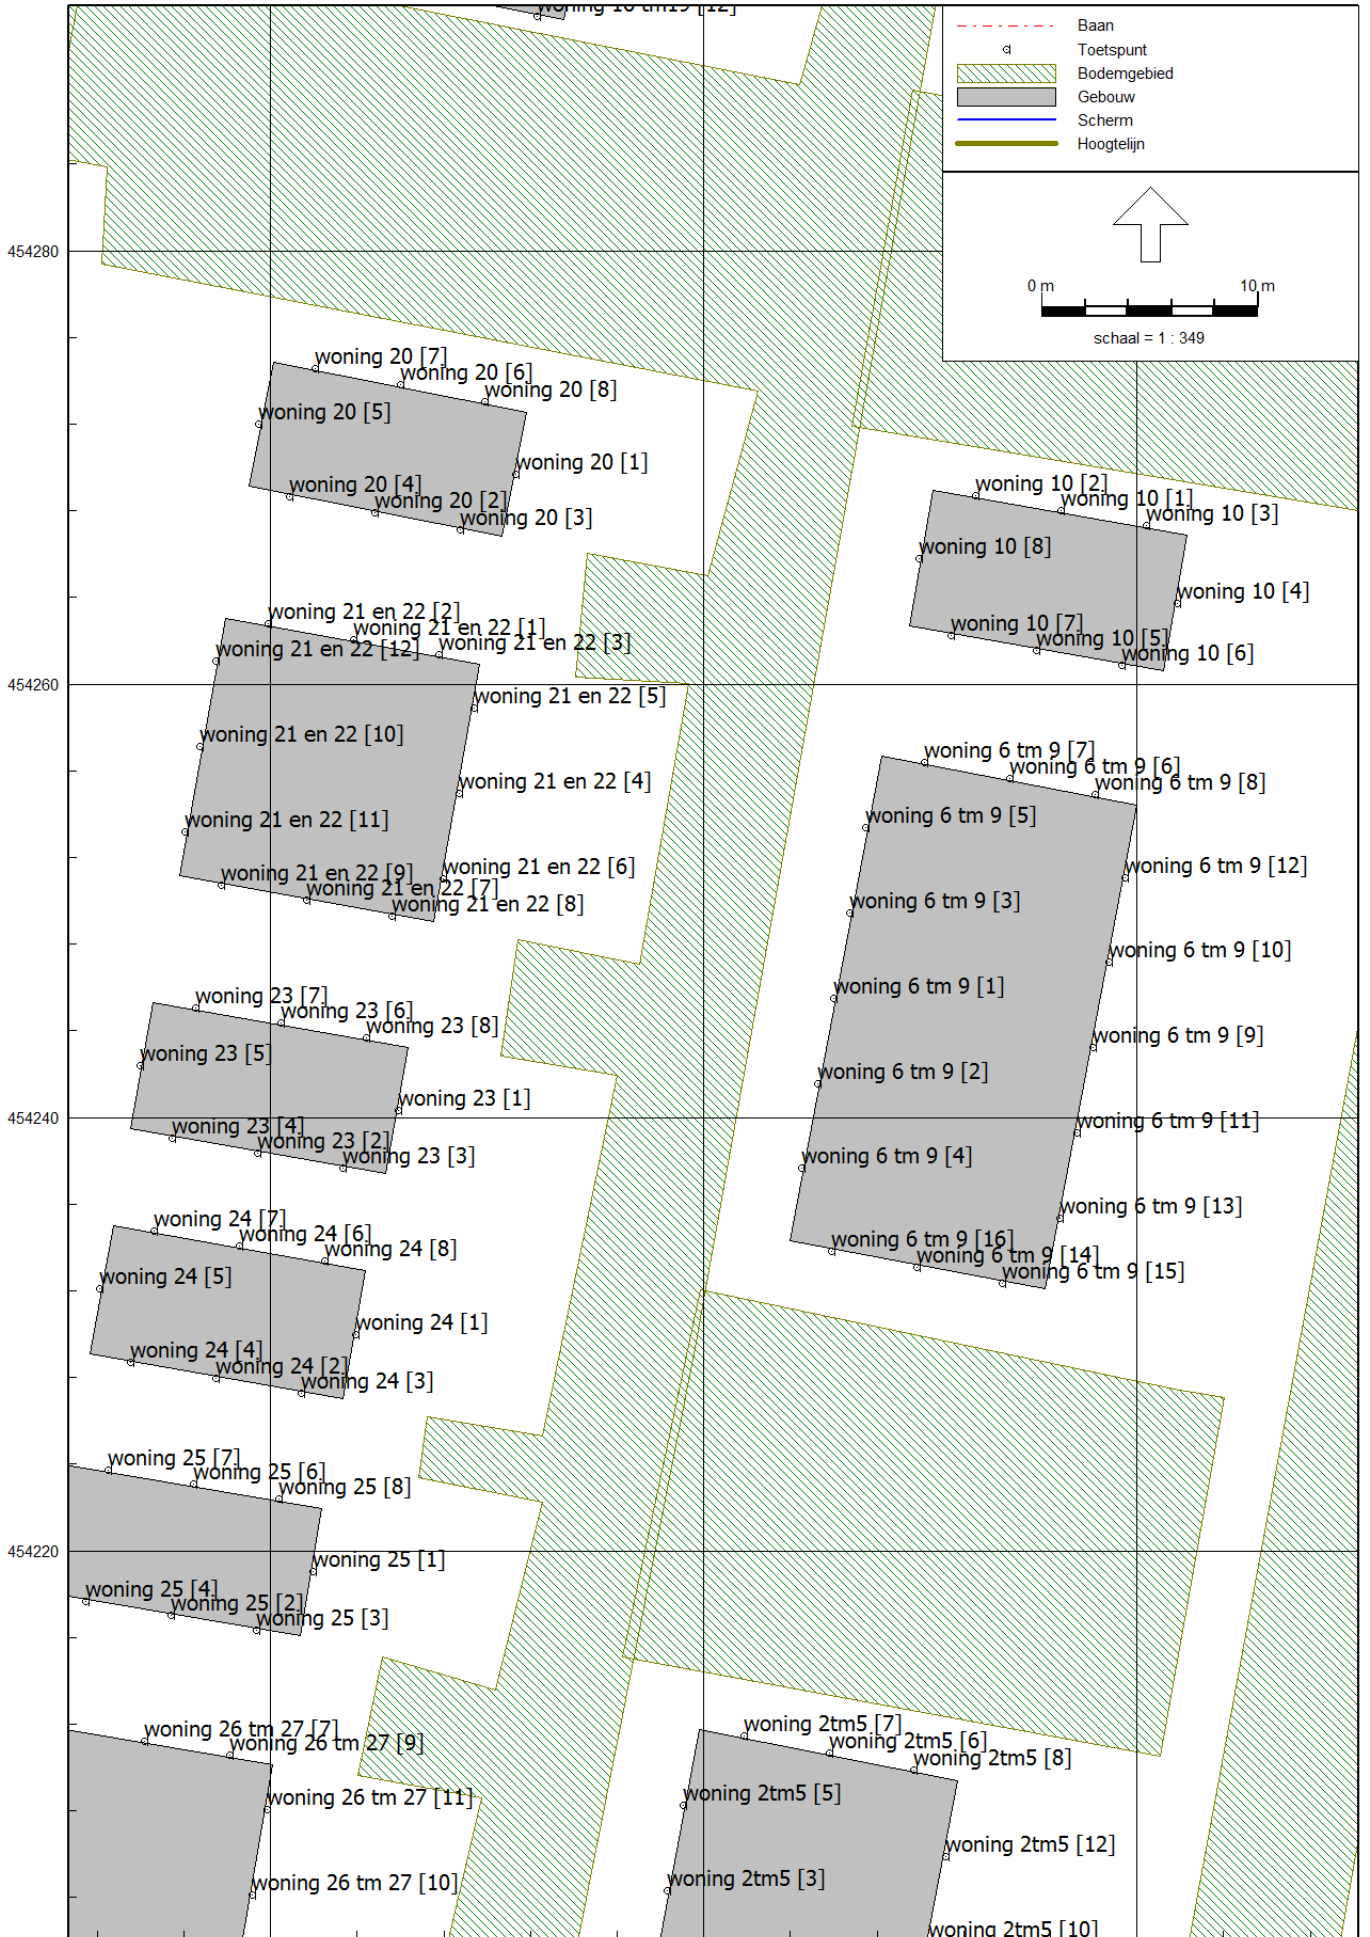 woning 16 tm19 [12]
Baan
Toetspunt
Bodemgebied
Gebouw
Scherm
Hoogtelijn
0 m
10 m
schaal = 1 : 349
454280
woning 20 [7]
woning 20 [6]
woning 20 [8]
woning 20 [5]
woning 20 [1]
woning 20 [4]
woning 20 [2]
woning 20 [3]
woning 10 [2]
woning 10 [1]
woning 10 [3]
woning 10 [8]
woning 10 [4]
woning 10 [7]
woning 10 [5]
woning 10 [6]
woning 21 en 22 [2]
woning 21 en 22 [1]
woning 21 en 22 [3]
woning 21 en 22 [12]
454260
woning 21 en 22 [5]
woning 21 en 22 [10]
woning 21 en 22 [4]
woning 21 en 22 [11]
woning 21 en 22 [6]
woning 21 en 22 [9]
woning 21 en 22 [7]
woning 21 en 22 [8]
woning 6 tm 9 [7]
woning 6 tm 9 [6]
woning 6 tm 9 [8]
woning 6 tm 9 [5]
woning 6 tm 9 [12]
woning 6 tm 9 [3]
woning 6 tm 9 [10]
woning 6 tm 9 [1]
woning 6 tm 9 [9]
woning 6 tm 9 [2]
woning 6 tm 9 [11]
woning 6 tm 9 [4]
woning 6 tm 9 [13]
woning 6 tm 9 [16]
woning 6 tm 9 [14]
woning 6 tm 9 [15]
woning 23 [7]
woning 23 [6]
woning 23 [8]
woning 23 [5]
woning 23 [1]
454240
woning 23 [4]
woning 23 [2]
woning 23 [3]
woning 24 [7]
woning 24 [6]
woning 24 [8]
woning 24 [5]
woning 24 [1]
woning 24 [4]
woning 24 [2]
woning 24 [3]
woning 25 [7]
woning 25 [6]
woning 25 [8]
454220
woning 25 [1]
woning 25 [4]
woning 25 [2]
woning 25 [3]
woning 26 tm 27 [7]
woning 26 tm 27 [9]
woning 26 tm 27 [11]
woning 26 tm 27 [10]
woning 2tm5 [7]
woning 2tm5 [6]
woning 2tm5 [8]
woning 2tm5 [5]
woning 2tm5 [12]
woning 2tm5 [3]
woning 2tm5 [10]